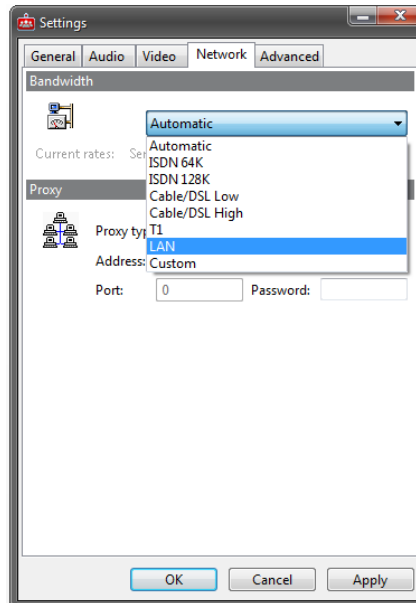 Settings
General Audio Video Network Advanced
Bandwidth
Automatic
Automatic
ISDN 64K
ISDN 128K
Cable/DSL Low
Cable/DSL High
T1
LAN
Custom
Current rates:
Proxy
Proxy
Address:
Port: 0 Password:
OK Cancel Apply